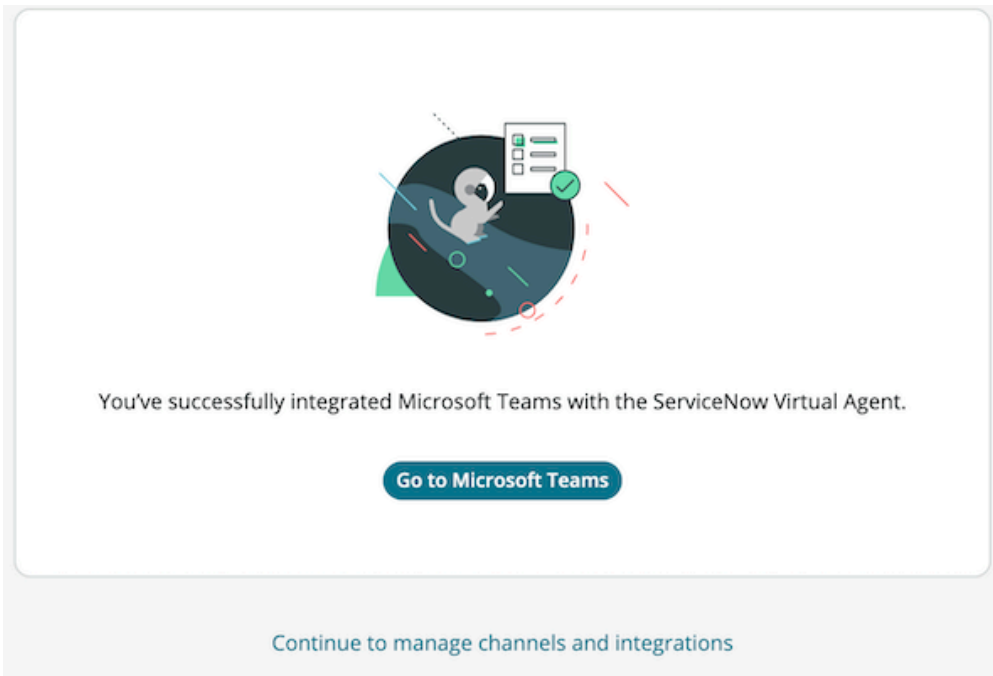 You’ve successfully integrated Microsoft Teams with the ServiceNow Virtual Agent.
Go to Microsoft Teams
Continue to manage channels and integrations